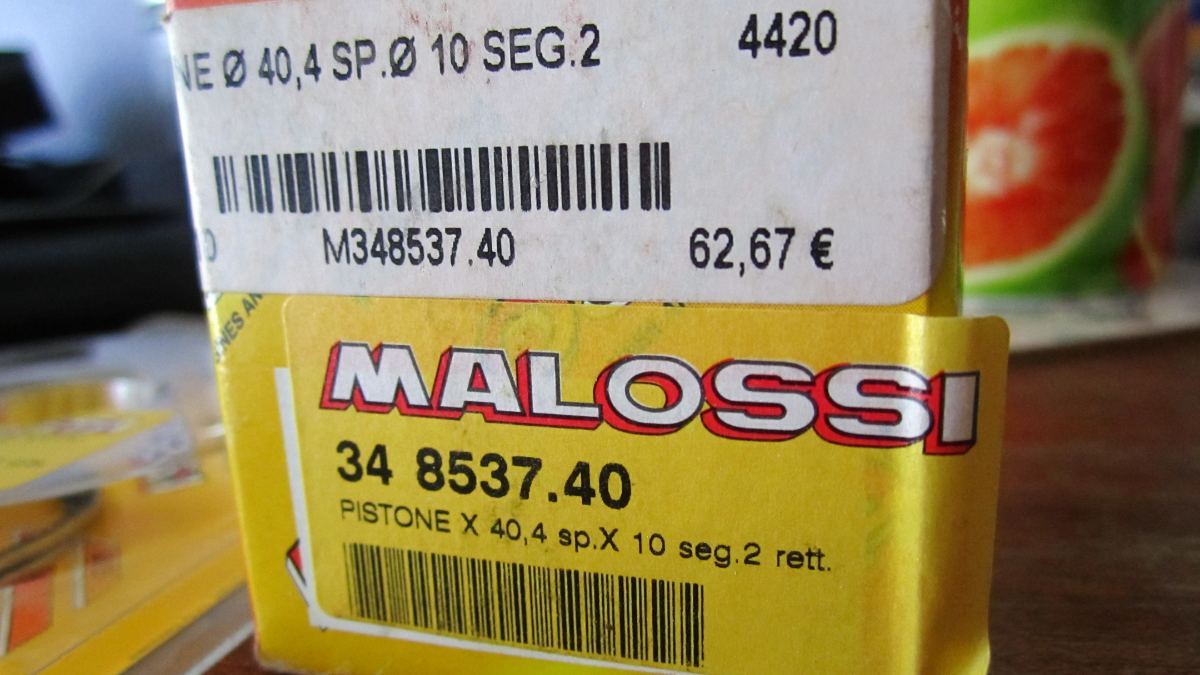 NE Ø 40,4 SP.Ø 10 SEG.2 4420
M348537.40 62,67 €
MALOSSI
34 8537.40
PISTONE X 40,4 sp.X 10 seg.2 rett.